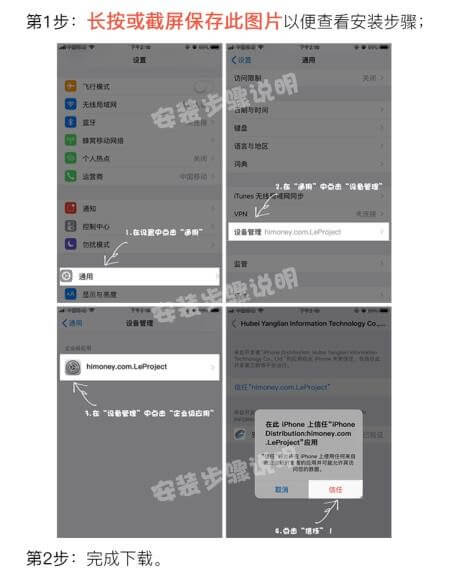 第1步：长按或截屏保存此图片以便查看安装步骤；
设置
飞行模式
无线局域网
蓝牙
蜂窝移动网络
个人热点 关闭
运营商 中国移动
通知
控制中心
勿扰模式
1.在设置中点击“通用”
通用
显示与亮度
安装步骤说明
设置 通用
访问限制 关闭
日期与时间
键盘
语言与地区
词典
iTunes 无线局域网同步
2.在“通用”中点击“设备管理”
VPN 未连接
设备管理 himoney.com.LeProject
监管
安装步骤说明
通用 设备管理
企业级应用
himoney.com.LeProject
3.在“设备管理”中点击“企业级应用”
安装步骤说明
Hubei Yanglian Information Technology Co.,...
信任“himoney.com.LeProject”
在此 iPhone 上信任“iPhone
Distribution:himoney.com
.LeProject”应用
取消 信任
4.点击“信任”！
安装步骤说明
第2步：完成下载。